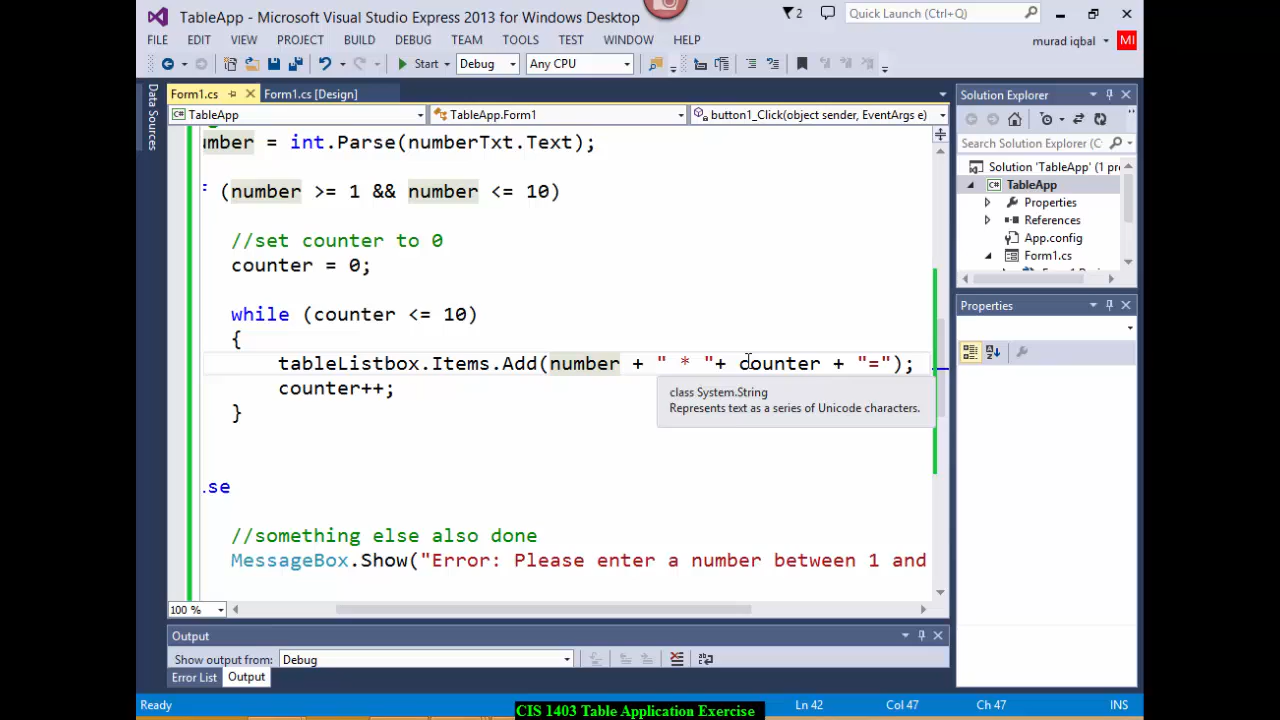 TableApp - Microsoft Visual Studio Express 2013 for Windows Desktop
2
Quick Launch (Ctrl+Q)
FILE EDIT VIEW PROJECT BUILD DEBUG TEAM TOOLS TEST WINDOW HELP
murad iqbal MI
Start Debug Any CPU
Data Sources
Form1.cs Form1.cs [Design]
TableApp TableApp.Form1 button1_Click(object sender, EventArgs e)
umber = int.Parse(numberTxt.Text);
(number >= 1 && number <= 10)
//set counter to 0
counter = 0;
while (counter <= 10)
{
tableListbox.Items.Add(number + " * "+ counter + "=");
class System.String
Represents text as a series of Unicode characters.
counter++;
}
se
//something else also done
MessageBox.Show("Error: Please enter a number between 1 and
100 %
Solution Explorer
Search Solution Explorer (C
Solution 'TableApp' (1 pr
C# TableApp
Properties
References
App.config
Form1.cs
Properties
Output
Show output from: Debug
Error List Output
Ready Ln 42 Col 47 Ch 47 INS
CIS 1403 Table Application Exercise